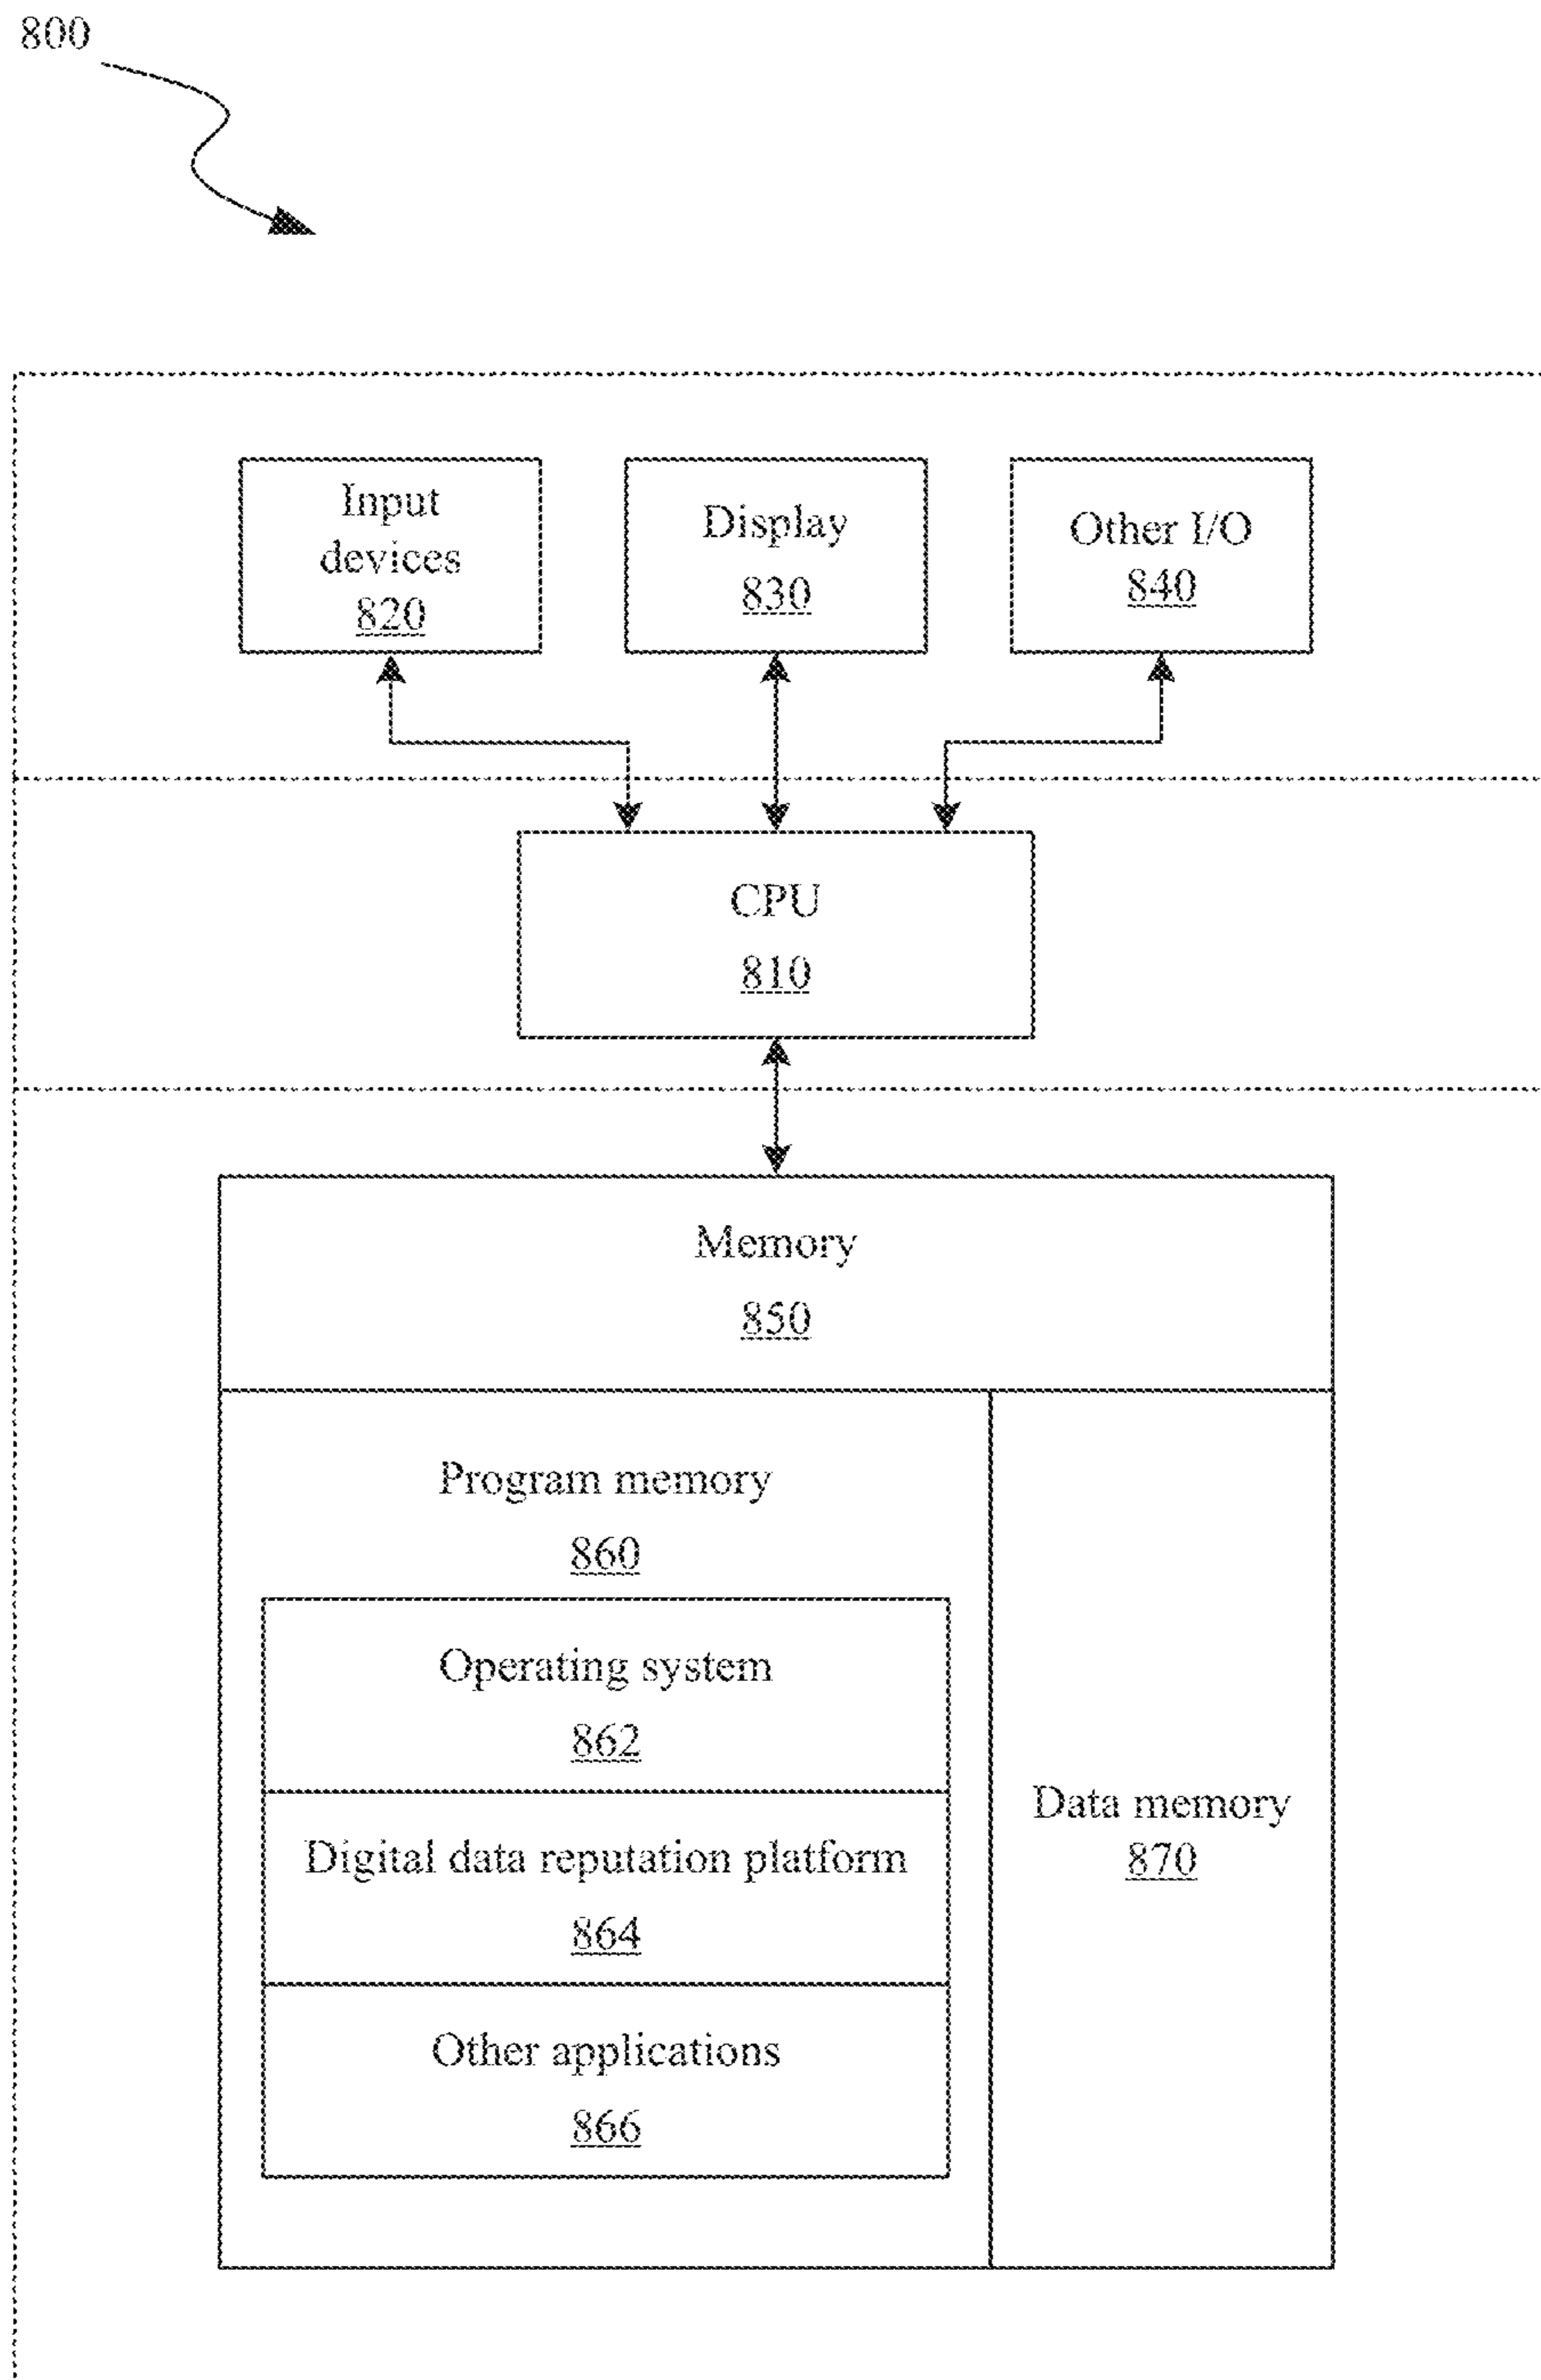 800
Input
devices
820
Display
830
Other I/O
840
CPU
810
Memory
850
Program memory
860
Operating system
862
Digital data reputation platform
864
Other applications
866
Data memory
870